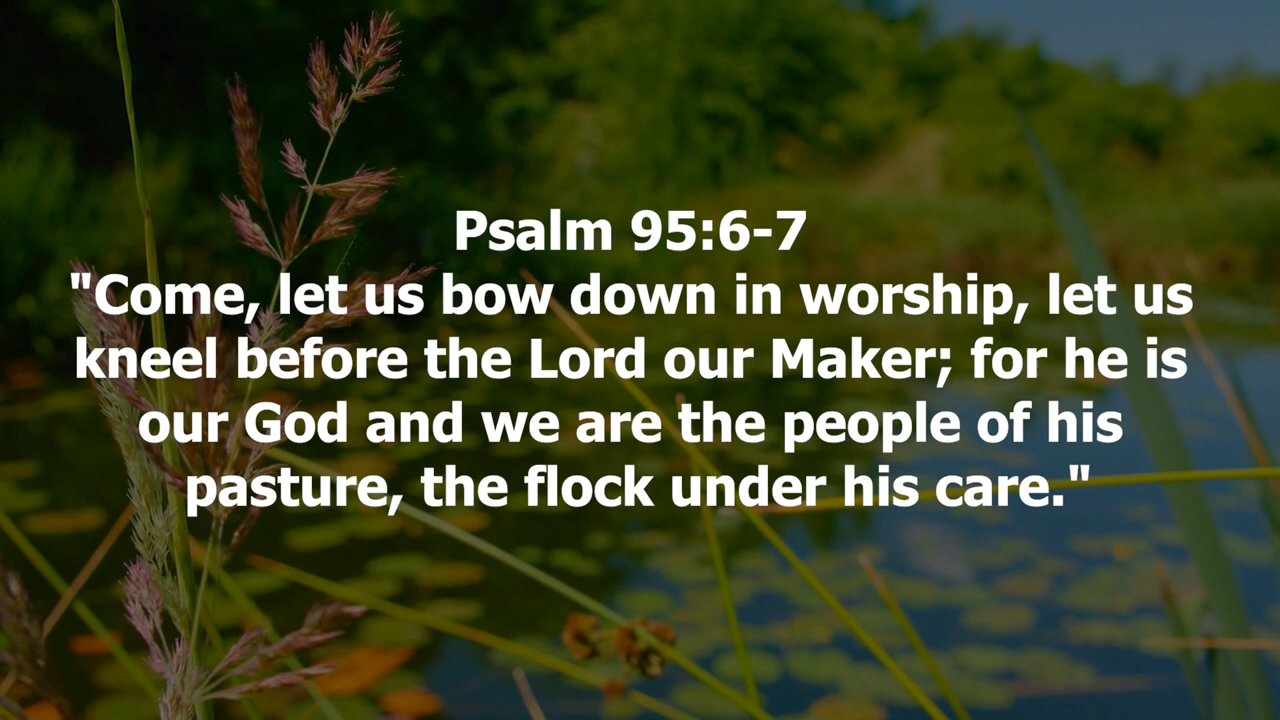 Psalm 95:6-7
"Come, let us bow down in worship, let us
kneel before the Lord our Maker; for he is
our God and we are the people of his
pasture, the flock under his care."